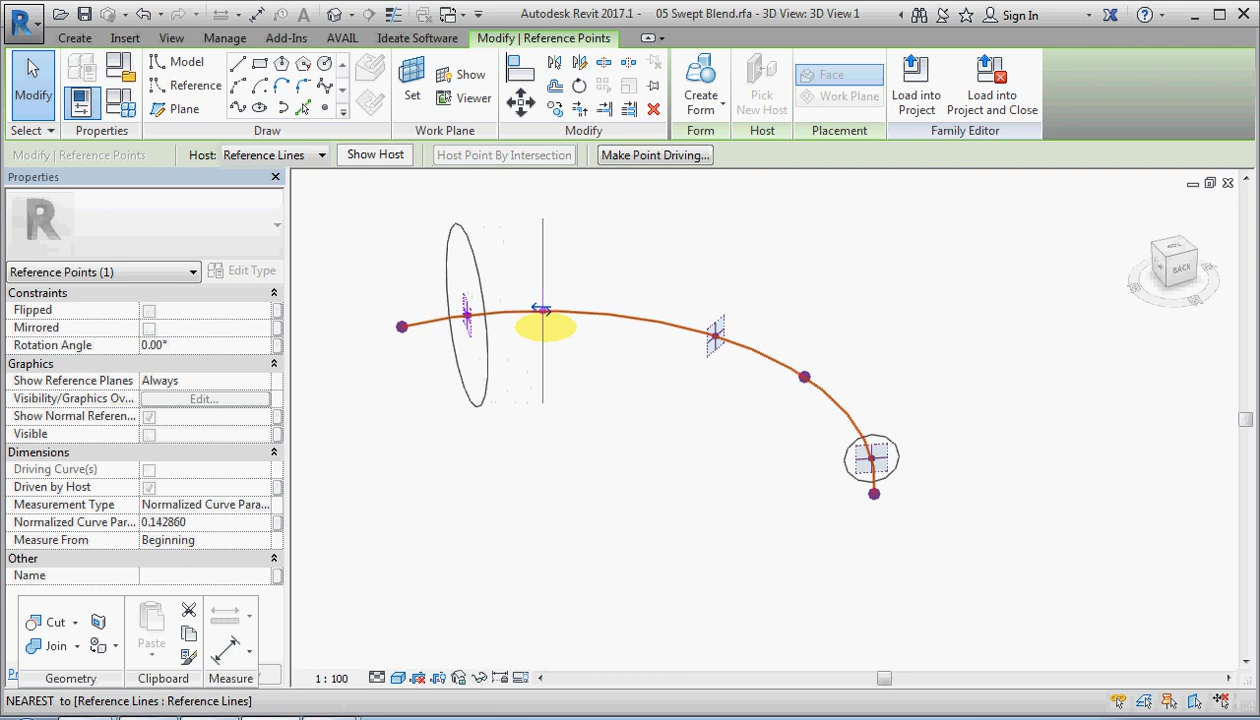 Autodesk Revit 2017.1 - 05 Swept Blend.rfa - 3D View: 3D View 1
Sign In
Create Insert View Manage Add-Ins AVAIL Ideate Software Modify | Reference Points
Modify
Model
Reference
Plane
Set
Show
Viewer
Create Form
Pick New Host
Face
Work Plane
Load into Project
Load into Project and Close
Select Properties Draw Work Plane Modify Form Host Placement Family Editor
Modify | Reference Points Host: Reference Lines Show Host Host Point By Intersection Make Point Driving...
Properties
R
Reference Points (1) Edit Type
Constraints
Flipped
Mirrored
Rotation Angle 0.00°
Graphics
Show Reference Planes Always
Visibility/Graphics Ov... Edit...
Show Normal Referen...
Visible
Dimensions
Driving Curve(s)
Driven by Host
Measurement Type Normalized Curve Para...
Normalized Curve Par... 0.142860
Measure From Beginning
Other
Name
Cut
Join
Paste
Geometry Clipboard Measure
BACK
1 : 100
NEAREST to [Reference Lines : Reference Lines]